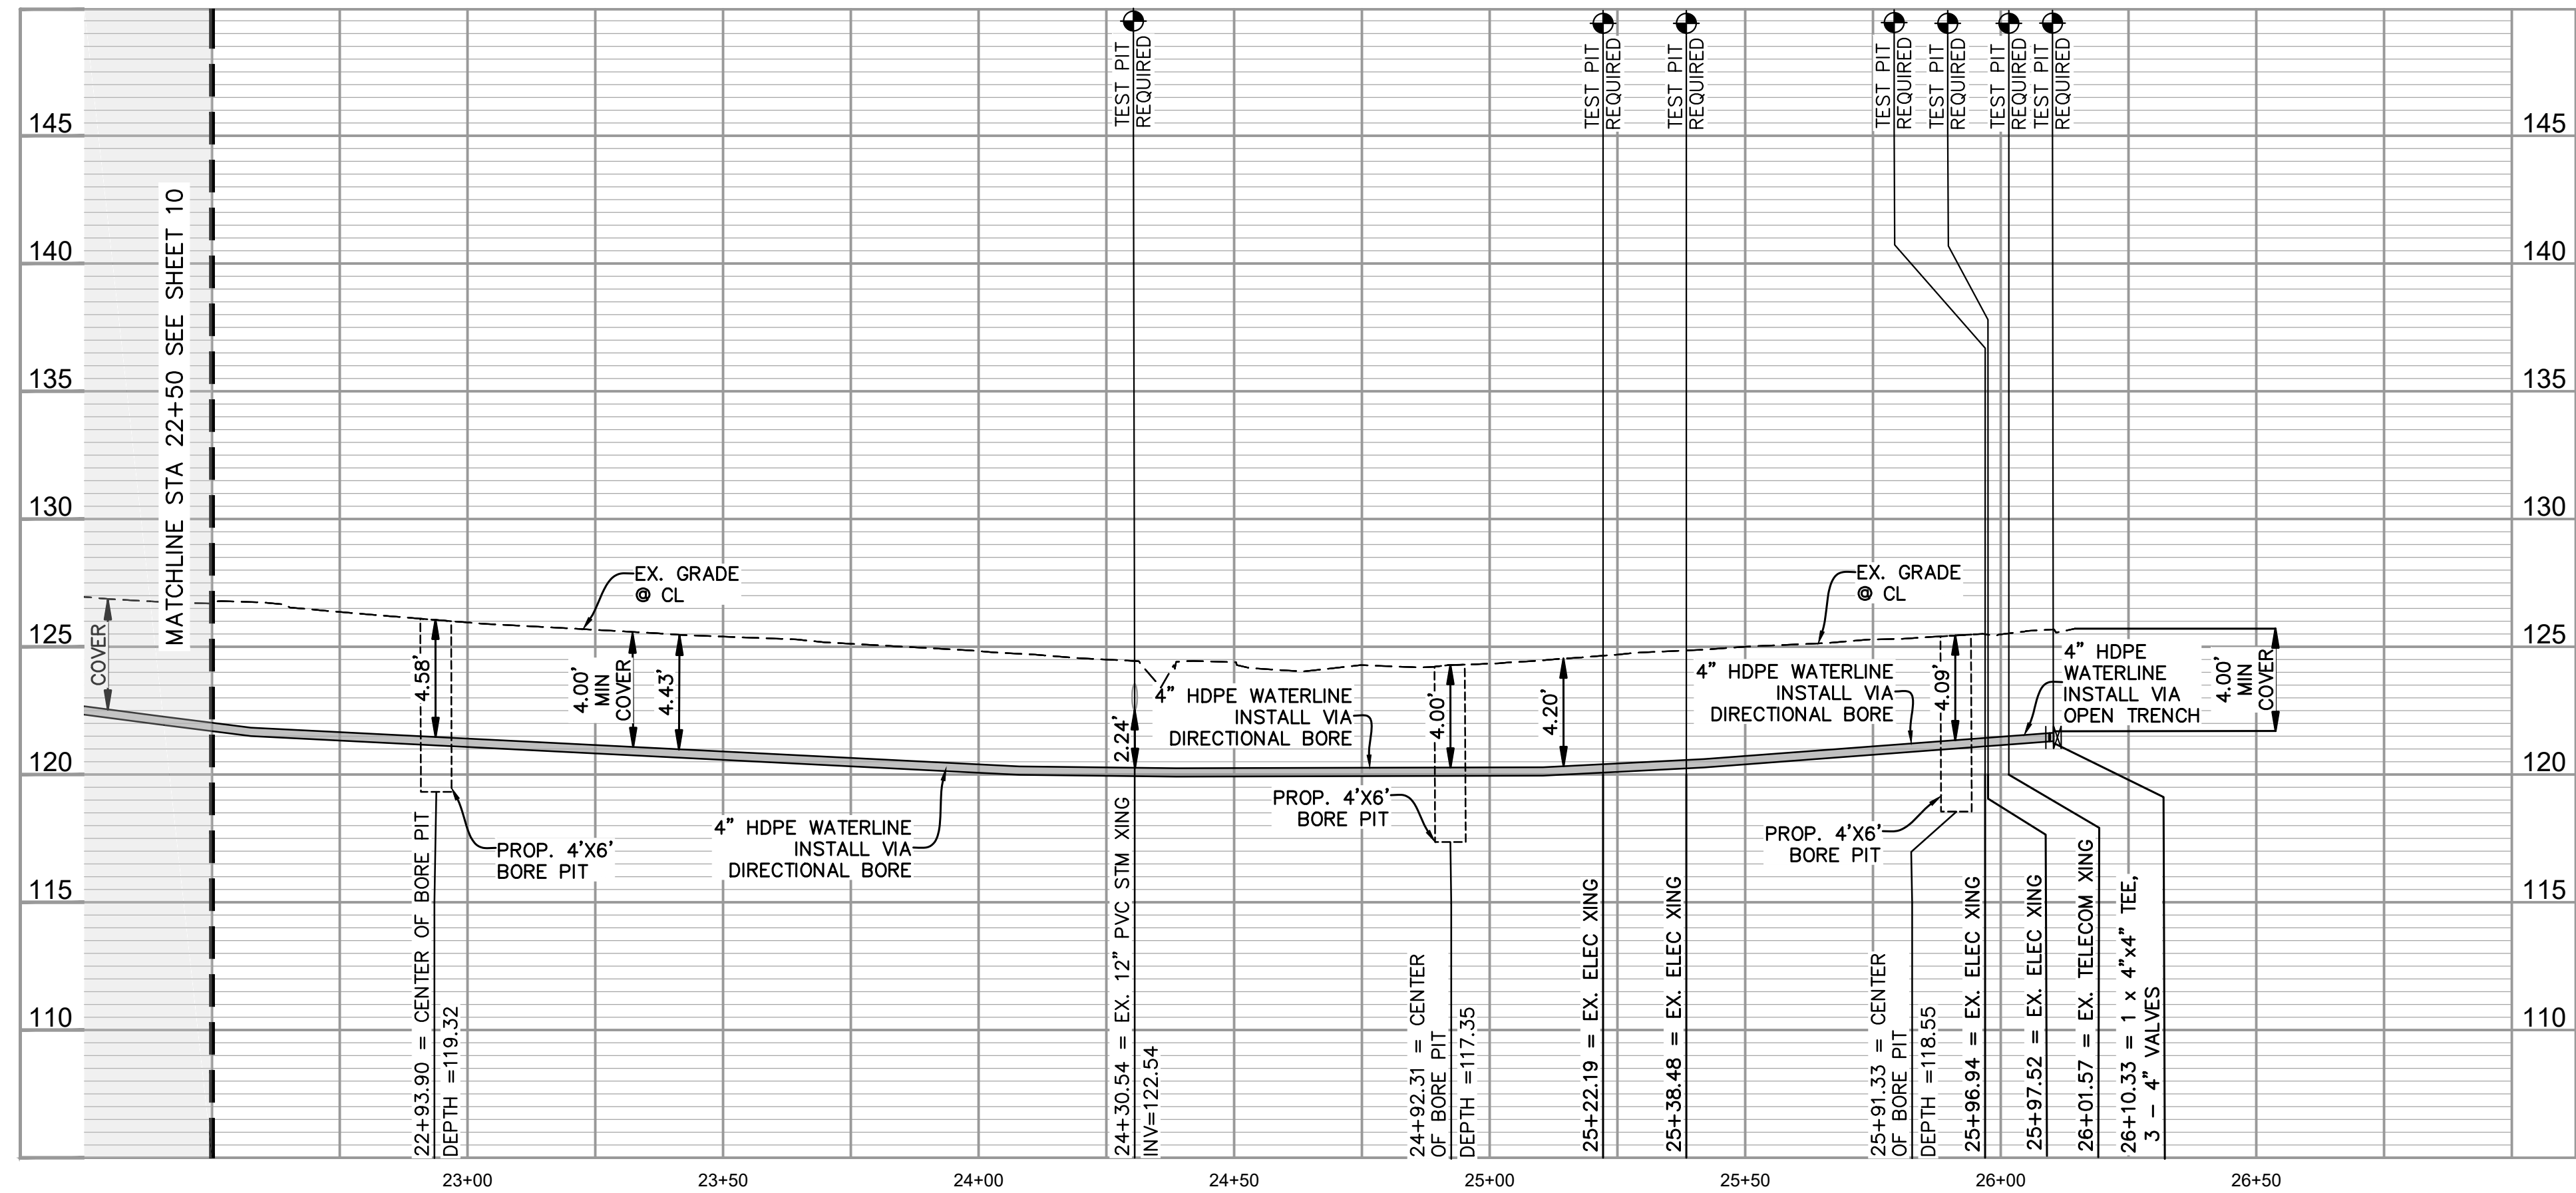 TEST PIT
REQUIRED
TEST PIT
REQUIRED
TEST PIT
REQUIRED
TEST PIT
REQUIRED
TEST PIT
REQUIRED
TEST PIT
REQUIRED
TEST PIT
REQUIRED
145
145
140
140
135
135
130
130
125
125
120
120
115
115
110
110
MATCHLINE STA 22+50 SEE SHEET 10
COVER
EX. GRADE
@ CL
4.58'
4.00'
MIN
COVER
4.43'
2.24'
4" HDPE WATERLINE
INSTALL VIA
DIRECTIONAL BORE
4.00'
4.20'
EX. GRADE
@ CL
4" HDPE WATERLINE
INSTALL VIA
DIRECTIONAL BORE
4.09'
4" HDPE
WATERLINE
INSTALL VIA
OPEN TRENCH
4.00'
MIN
COVER
PROP. 4'X6'
BORE PIT
4" HDPE WATERLINE
INSTALL VIA
DIRECTIONAL BORE
PROP. 4'X6'
BORE PIT
PROP. 4'X6'
BORE PIT
22+93.90 = CENTER OF BORE PIT
DEPTH =119.32
24+30.54 = EX. 12" PVC STM XING
INV=122.54
24+92.31 = CENTER
OF BORE PIT
DEPTH =117.35
25+22.19 = EX. ELEC XING
25+38.48 = EX. ELEC XING
25+91.33 = CENTER
OF BORE PIT
DEPTH =118.55
25+96.94 = EX. ELEC XING
25+97.52 = EX. ELEC XING
26+01.57 = EX. TELECOM XING
26+10.33 = 1 x 4"x4" TEE,
3 - 4" VALVES
23+00
23+50
24+00
24+50
25+00
25+50
26+00
26+50